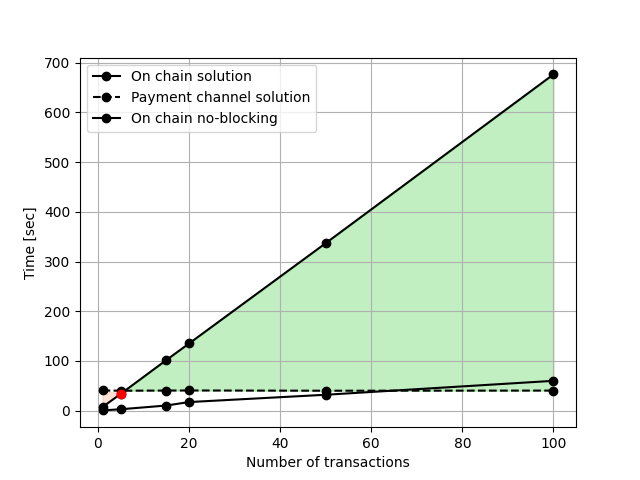 On chain solution
Payment channel solution
On chain no-blocking
700
600
500
400
300
200
100
0
Time [sec]
0 20 40 60 80 100
Number of transactions